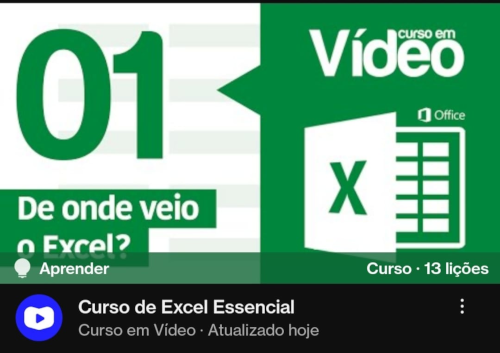 01
curso em
Vídeo
Office
X
De onde veio
o Excel?
Aprender
Curso · 13 lições
Curso de Excel Essencial
Curso em Vídeo · Atualizado hoje